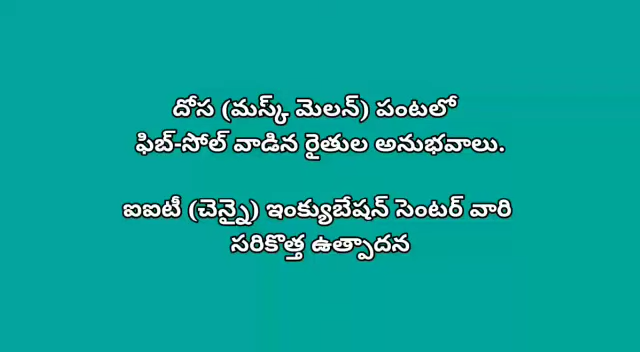 దోస (మస్క్ మెలన్) పంటలో
ఫిబ్-సోల్ వాడిన రైతుల అనుభవాలు.
ఐఐటీ (చెన్నై) ఇంక్యుబేషన్ సెంటర్ వారి
సరికొత్త ఉత్పాదన